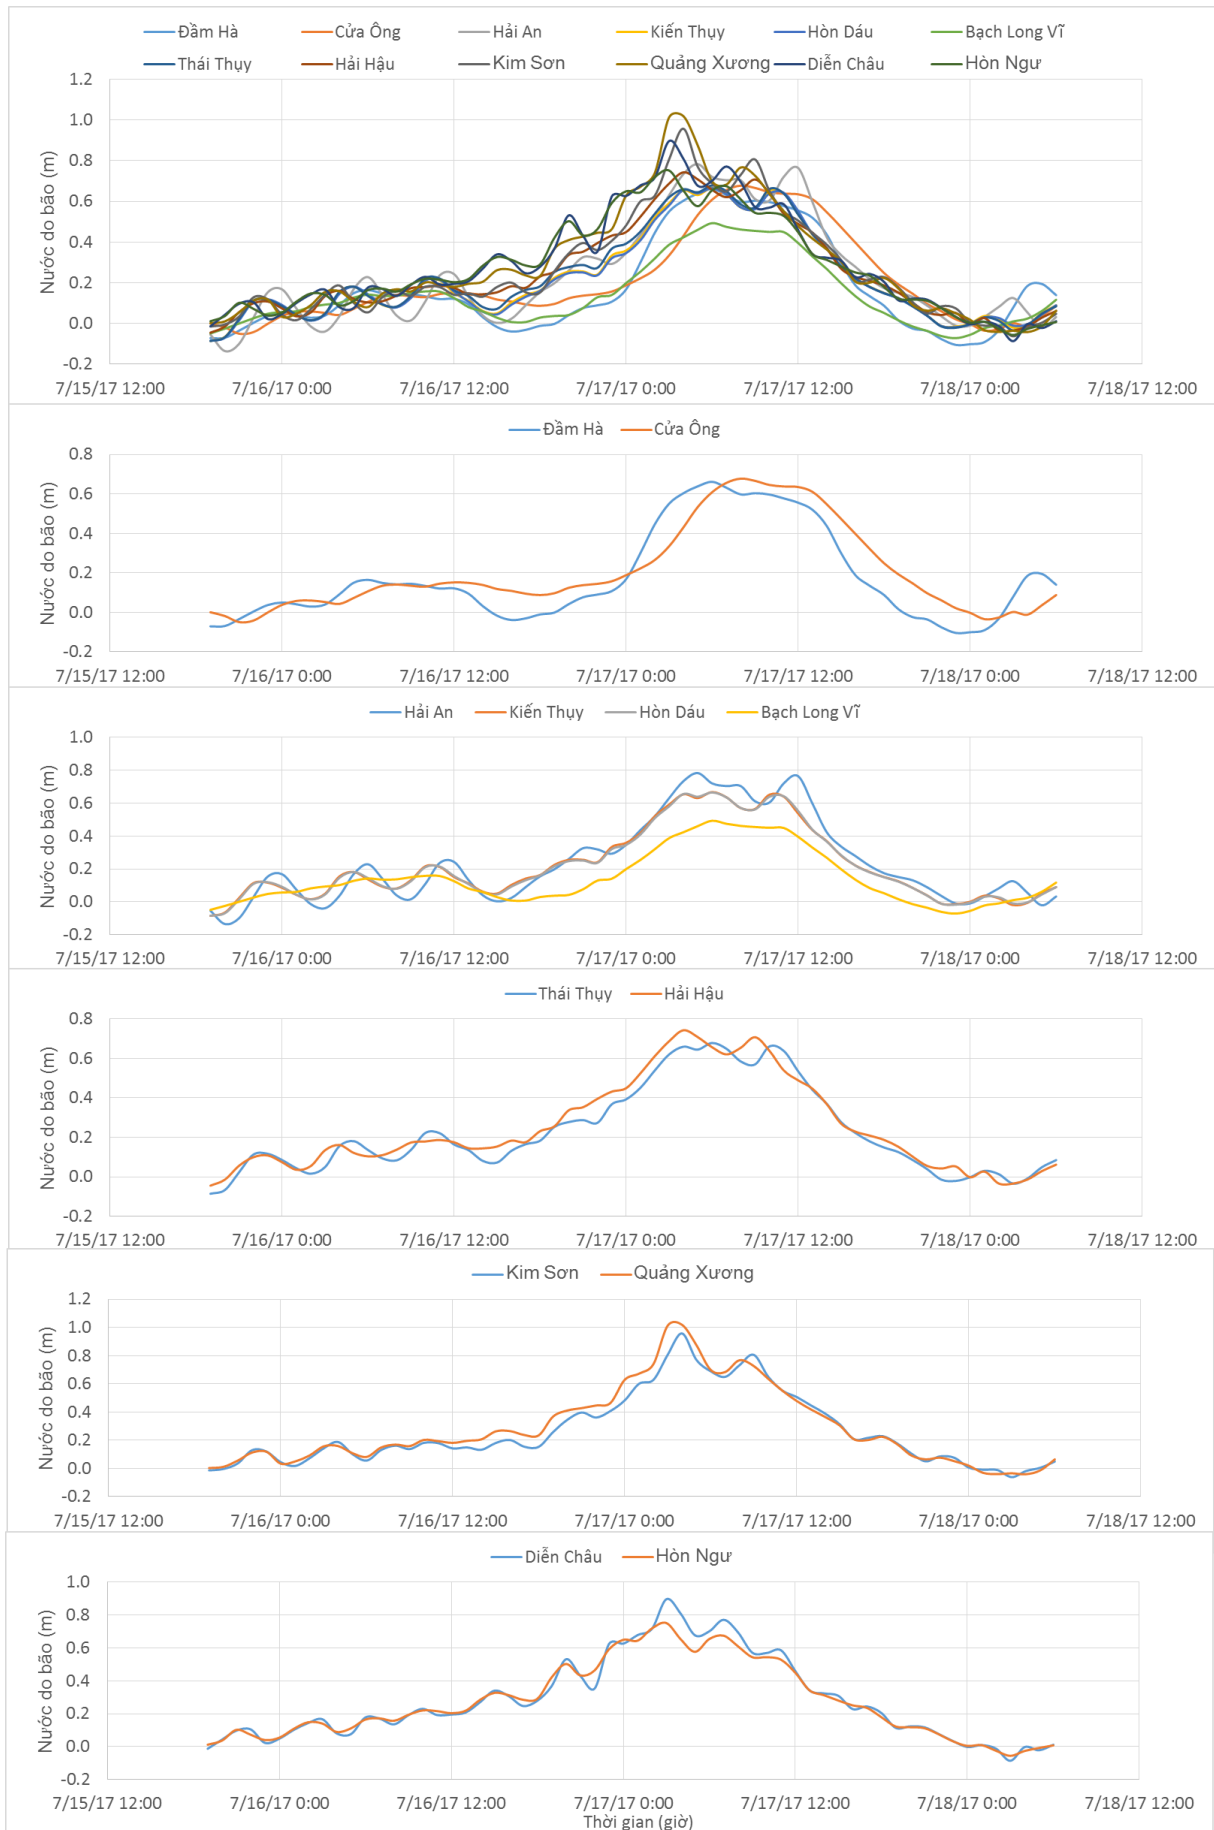 Đầm Hà Cửa Ông Hải An Kiến Thụy Hòn Dáu Bạch Long Vĩ
Thái Thụy Hải Hậu Kim Sơn Quảng Xương Diễn Châu Hòn Ngư
Nước do bão (m)
1.2
1.0
0.8
0.6
0.4
0.2
0.0
-0.2
7/15/17 12:00 7/16/17 0:00 7/16/17 12:00 7/17/17 0:00 7/17/17 12:00 7/18/17 0:00 7/18/17 12:00
Đầm Hà Cửa Ông
Nước do bão (m)
0.8
0.6
0.4
0.2
0.0
-0.2
7/15/17 12:00 7/16/17 0:00 7/16/17 12:00 7/17/17 0:00 7/17/17 12:00 7/18/17 0:00 7/18/17 12:00
Hải An Kiến Thụy Hòn Dáu Bạch Long Vĩ
Nước do bão (m)
1.0
0.8
0.6
0.4
0.2
0.0
-0.2
7/15/17 12:00 7/16/17 0:00 7/16/17 12:00 7/17/17 0:00 7/17/17 12:00 7/18/17 0:00 7/18/17 12:00
Thái Thụy Hải Hậu
Nước do bão (m)
0.8
0.6
0.4
0.2
0.0
-0.2
7/15/17 12:00 7/16/17 0:00 7/16/17 12:00 7/17/17 0:00 7/17/17 12:00 7/18/17 0:00 7/18/17 12:00
Kim Sơn Quảng Xương
Nước do bão (m)
1.2
1.0
0.8
0.6
0.4
0.2
0.0
-0.2
7/15/17 12:00 7/16/17 0:00 7/16/17 12:00 7/17/17 0:00 7/17/17 12:00 7/18/17 0:00 7/18/17 12:00
Diễn Châu Hòn Ngư
Nước do bão (m)
1.0
0.8
0.6
0.4
0.2
0.0
-0.2
7/15/17 12:00 7/16/17 0:00 7/16/17 12:00 7/17/17 0:00 7/17/17 12:00 7/18/17 0:00 7/18/17 12:00
Thời gian (giờ)